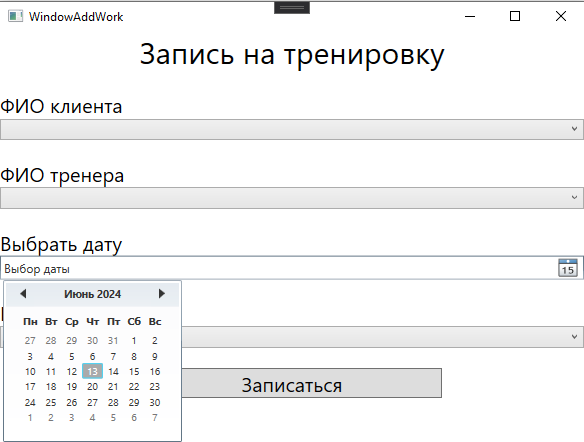 WindowAddWork
Запись на тренировку
ФИО клиента
ФИО тренера
Выбрать дату
Выбор даты
15
Июнь 2024
Пн Вт Ср Чт Пт Сб Вс
27 28 29 30 31 1 2
3 4 5 6 7 8 9
10 11 12 13 14 15 16
17 18 19 20 21 22 23
24 25 26 27 28 29 30
1 2 3 4 5 6 7
Записаться